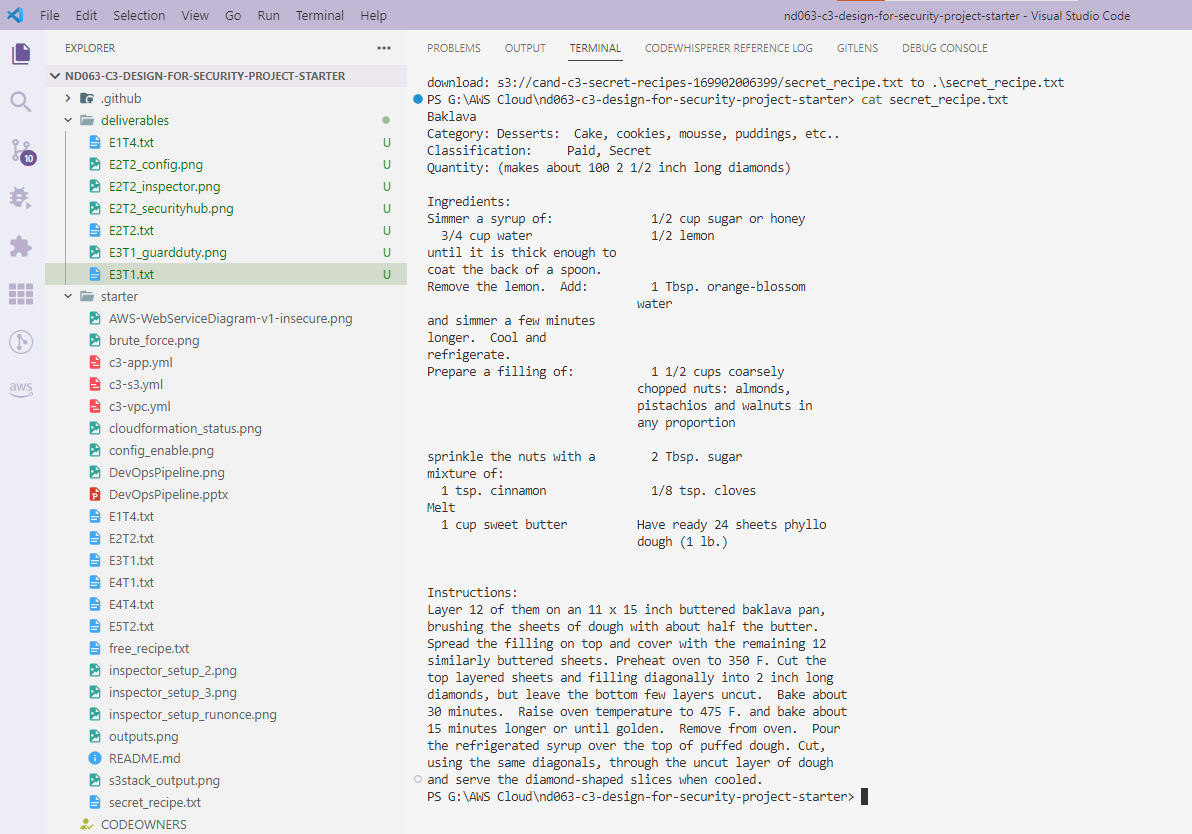 File Edit Selection View Go Run Terminal Help nd063-c3-design-for-security-project-starter - Visual Studio Code
EXPLORER
ND063-C3-DESIGN-FOR-SECURITY-PROJECT-STARTER
.github
deliverables
E1T4.txt U
E2T2_config.png U
E2T2_inspector.png U
E2T2_securityhub.png U
E2T2.txt U
E3T1_guardduty.png U
E3T1.txt U
starter
AWS-WebServiceDiagram-v1-insecure.png
brute_force.png
c3-app.yml
c3-s3.yml
c3-vpc.yml
cloudformation_status.png
config_enable.png
DevOpsPipeline.png
DevOpsPipeline.pptx
E1T4.txt
E2T2.txt
E3T1.txt
E4T1.txt
E4T4.txt
E5T2.txt
free_recipe.txt
inspector_setup_2.png
inspector_setup_3.png
inspector_setup_runonce.png
outputs.png
README.md
s3stack_output.png
secret_recipe.txt
CODEOWNERS
10
aws
PROBLEMS OUTPUT TERMINAL CODEWHISPERER REFERENCE LOG GITLENS DEBUG CONSOLE
download: s3://cand-c3-secret-recipes-169902006399/secret_recipe.txt to .\secret_recipe.txt
PS G:\AWS Cloud\nd063-c3-design-for-security-project-starter> cat secret_recipe.txt
Baklava
Category: Desserts:  Cake, cookies, mousse, puddings, etc..
Classification:     Paid, Secret
Quantity: (makes about 100 2 1/2 inch long diamonds)
Ingredients:
Simmer a syrup of:              1/2 cup sugar or honey
  3/4 cup water                 1/2 lemon
until it is thick enough to
coat the back of a spoon.
Remove the lemon.  Add:         1 Tbsp. orange-blossom
                              water
and simmer a few minutes
longer.  Cool and
refrigerate.
Prepare a filling of:           1 1/2 cups coarsely
                              chopped nuts: almonds,
                              pistachios and walnuts in
                              any proportion
sprinkle the nuts with a        2 Tbsp. sugar
mixture of:
  1 tsp. cinnamon               1/8 tsp. cloves
Melt
  1 cup sweet butter          Have ready 24 sheets phyllo
                              dough (1 lb.)
Instructions:
Layer 12 of them on an 11 x 15 inch buttered baklava pan,
brushing the sheets of dough with about half the butter.
Spread the filling on top and cover with the remaining 12
similarly buttered sheets. Preheat oven to 350 F. Cut the
top layered sheets and filling diagonally into 2 inch long
diamonds, but leave the bottom few layers uncut.  Bake about
30 minutes.  Raise oven temperature to 475 F. and bake about
15 minutes longer or until golden.  Remove from oven.  Pour
the refrigerated syrup over the top of puffed dough. Cut,
using the same diagonals, through the uncut layer of dough
and serve the diamond-shaped slices when cooled.
PS G:\AWS Cloud\nd063-c3-design-for-security-project-starter>